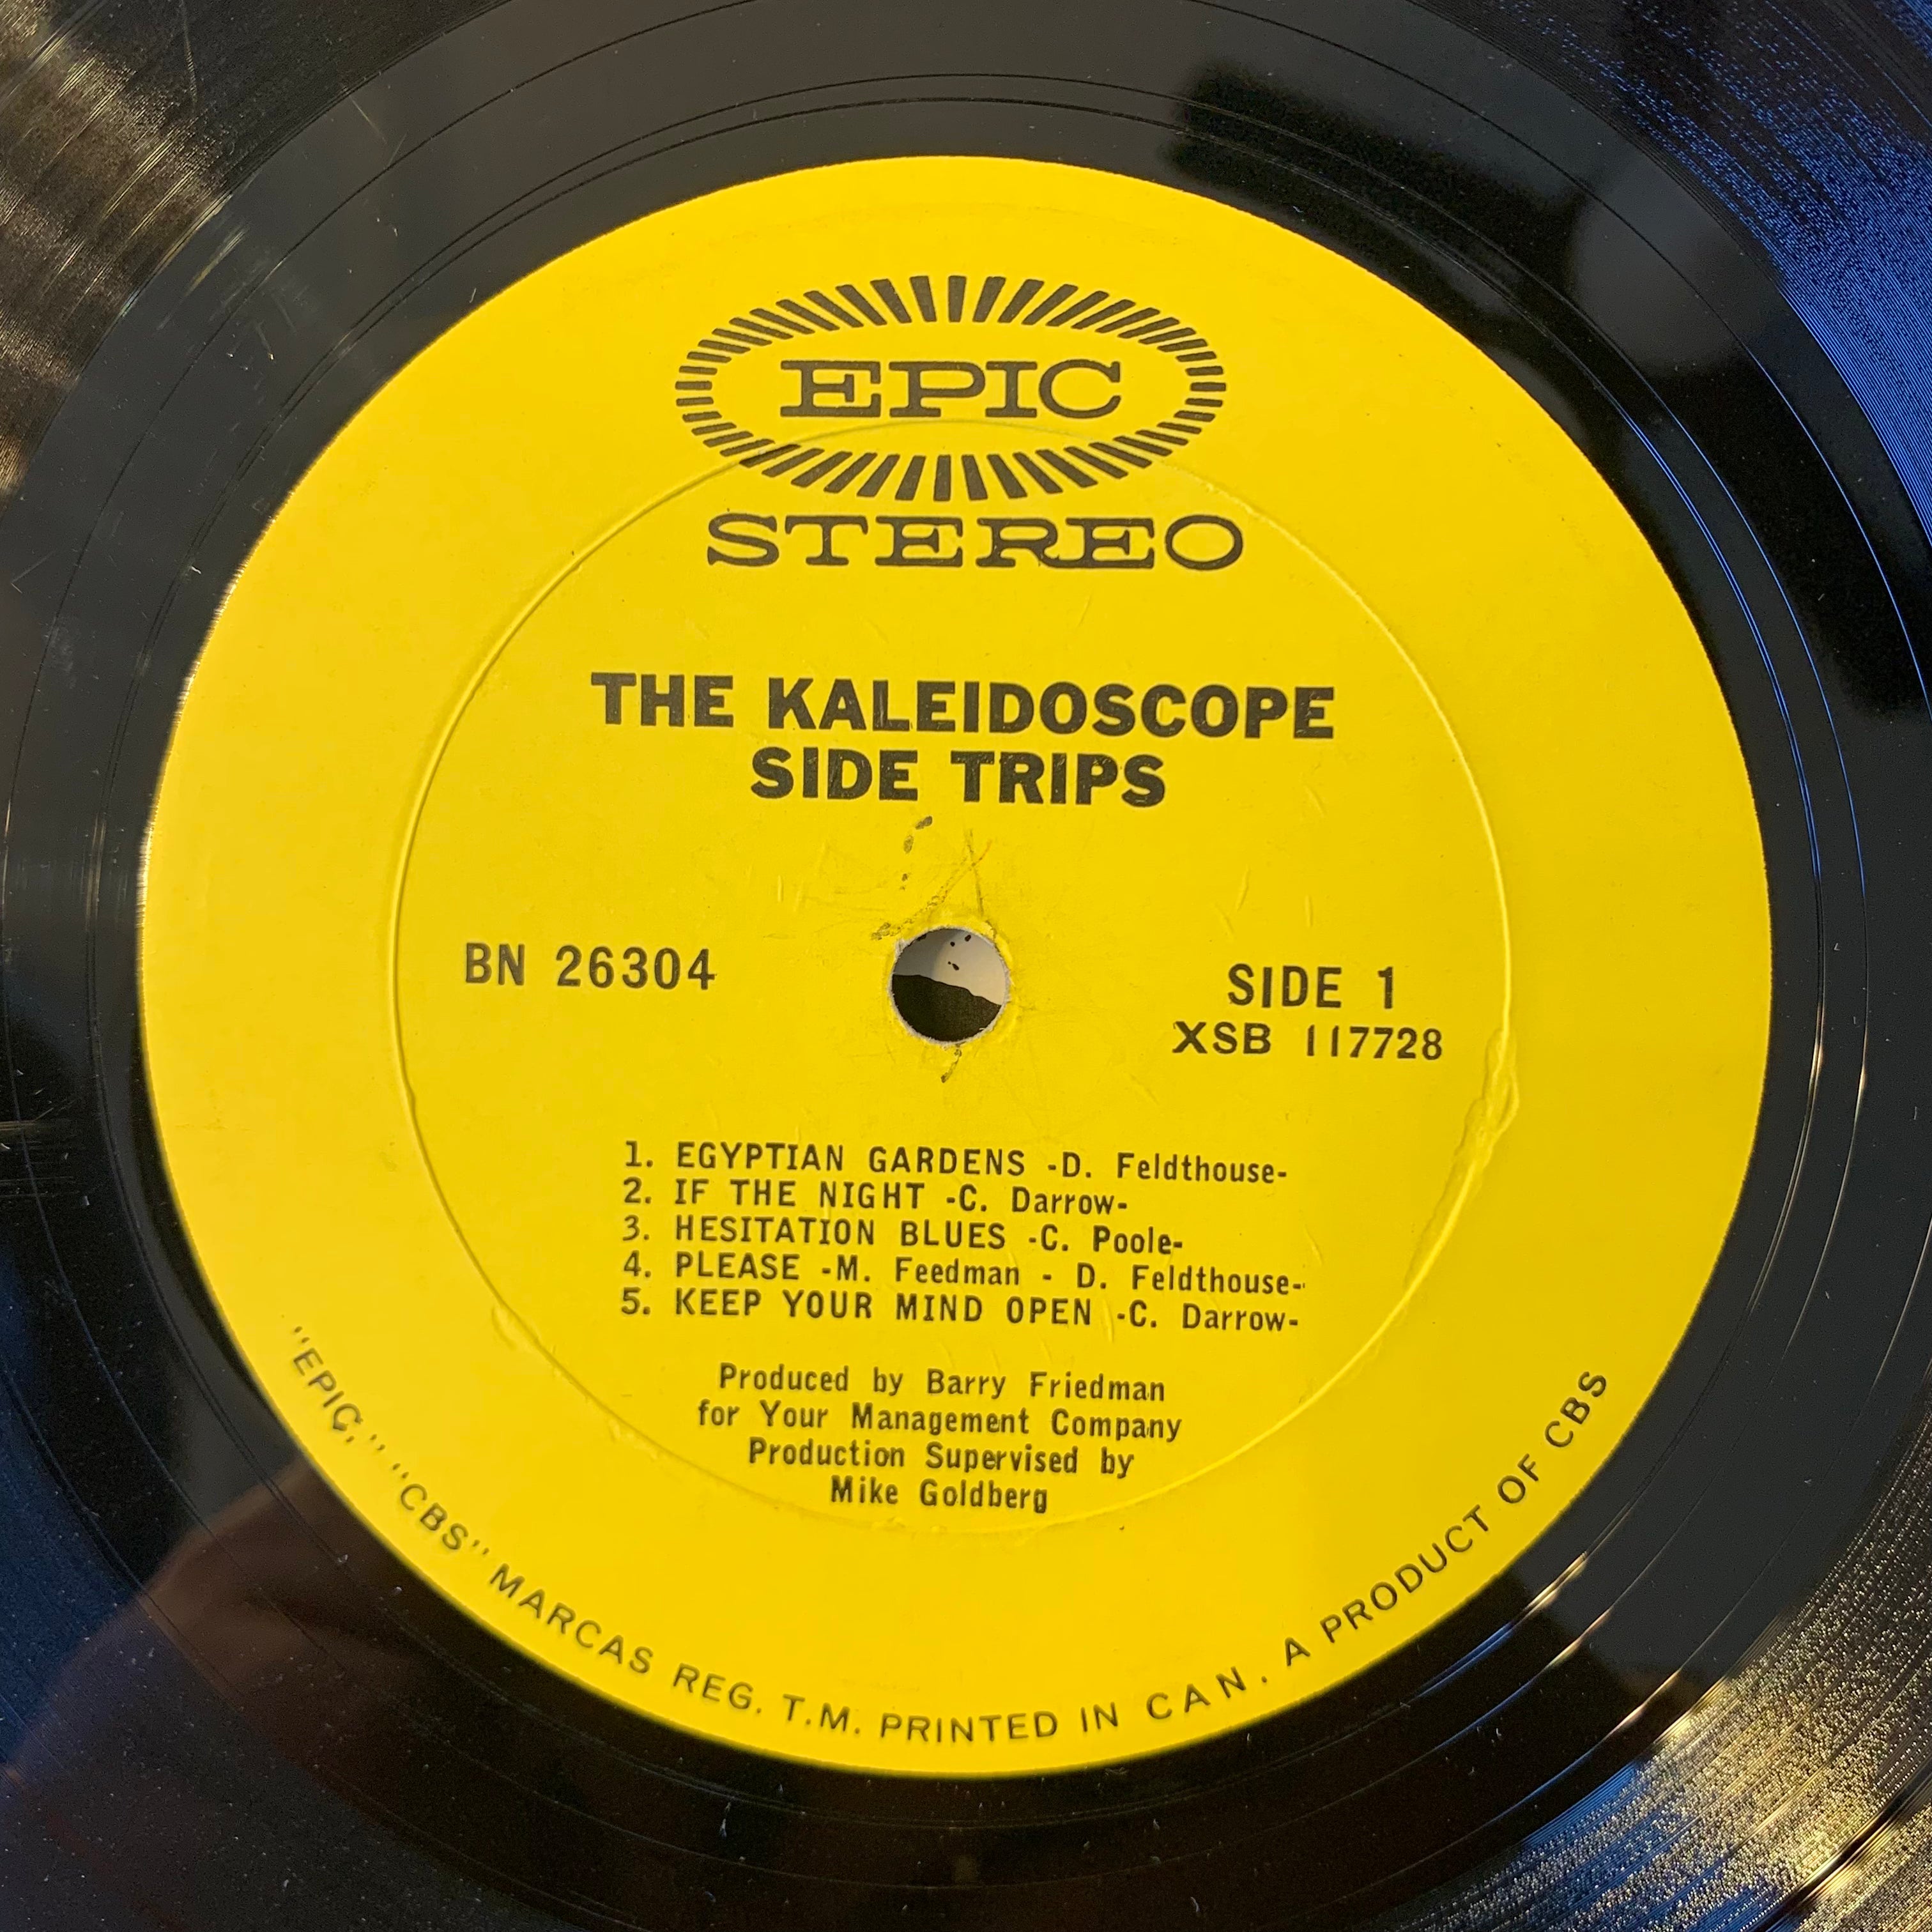 EPIC
STEREO
THE KALEIDOSCOPE
SIDE TRIPS
BN 26304
SIDE 1
XSB 117728
1. EGYPTIAN GARDENS -D. Feldthouse-
2. IF THE NIGHT -C. Darrow-
3. HESITATION BLUES -C. Poole-
4. PLEASE -M. Feedman - D. Feldthouse-
5. KEEP YOUR MIND OPEN -C. Darrow-
Produced by Barry Friedman
for Your Management Company
Production Supervised by
Mike Goldberg
"EPIC," "CBS" MARCAS REG. T.M. PRINTED IN CAN. A PRODUCT OF CBS